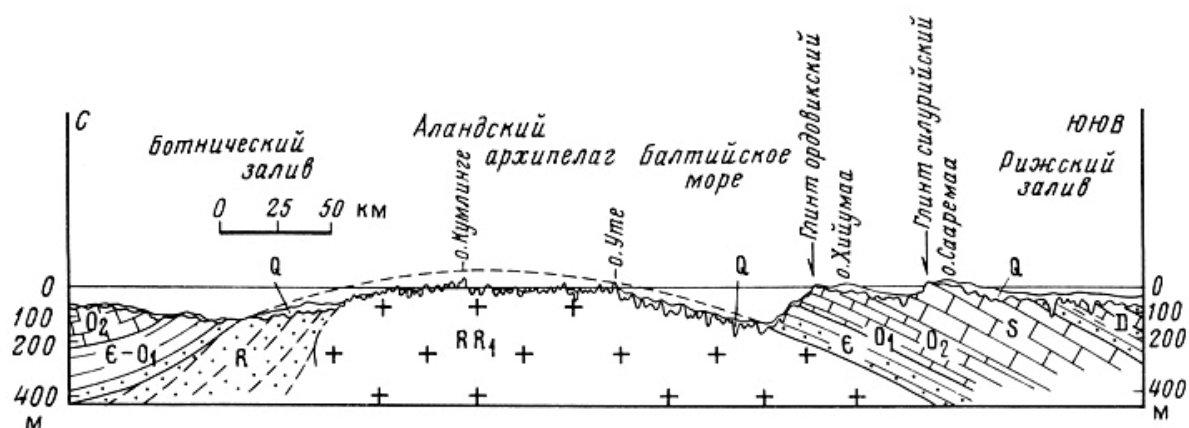 С
ЮЮВ
Ботнический
залив
Аландский
архипелаг
Балтийское
море
Рижский
залив
0 25 50 км
о.Кумлинге
о.Уте
Глинт ордовикский
о.Хийумаа
Глинт силурийский
о.Сааремаа
Q
Q
Q
0
100
200
400
м
0
100
200
400
м
O₂
Є-O₁
R
RR₁
Є
O₁
O₂
S
D